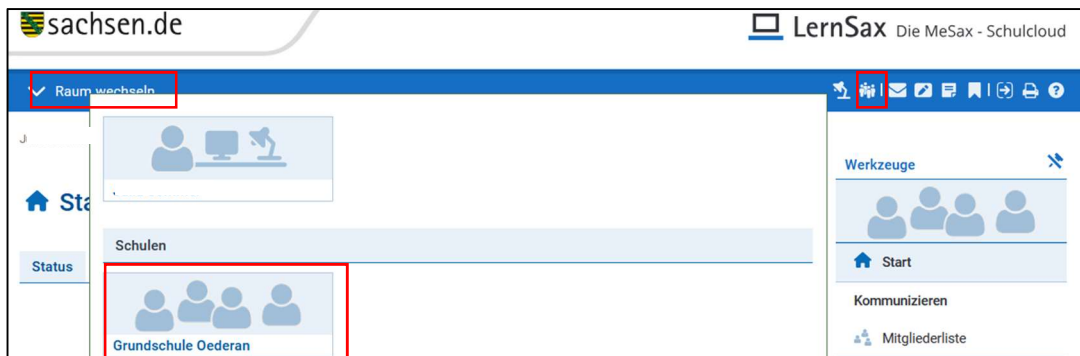 sachsen.de
LernSax Die MeSax - Schulcloud
Raum wechseln
Werkzeuge
Schulen
Status
Start
Kommunizieren
Mitgliederliste
Grundschule Oederan